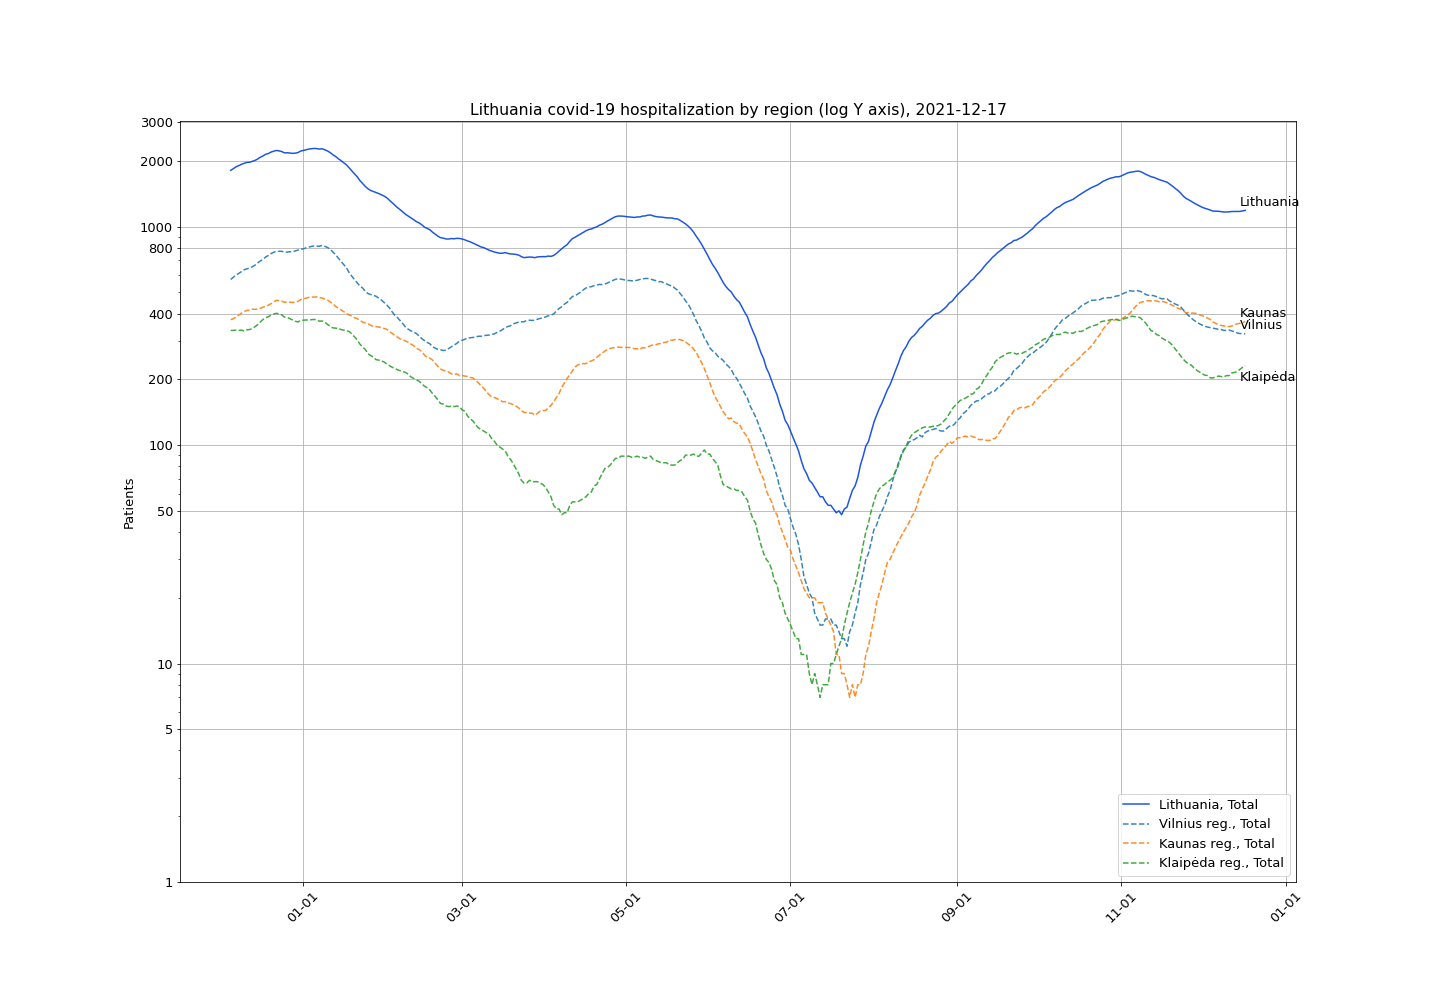 Lithuania covid-19 hospitalization by region (log Y axis), 2021-12-17
3000
2000
1000
800
400
200
100
50
10
5
1
Patients
Lithuania
Kaunas
Vilnius
Klaipėda
Lithuania, Total
Vilnius reg., Total
Kaunas reg., Total
Klaipėda reg., Total
01-01
03-01
05-01
07-01
09-01
11-01
01-01